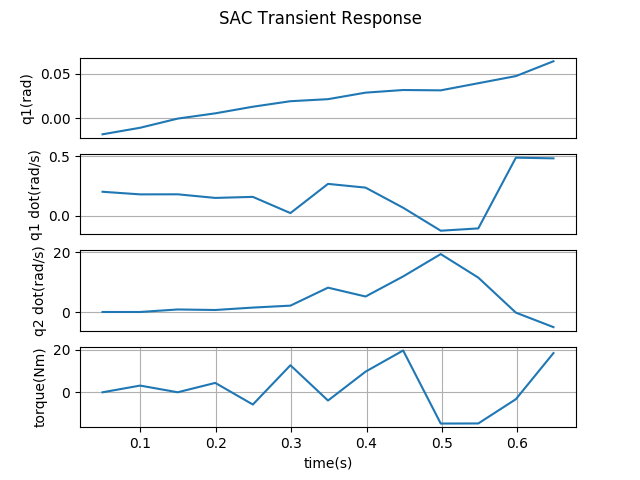 SAC Transient Response
q1(rad)
0.05
0.00
q1 dot(rad/s)
0.5
0.0
q2 dot(rad/s)
20
0
torque(Nm)
20
0
0.1 0.2 0.3 0.4 0.5 0.6
time(s)